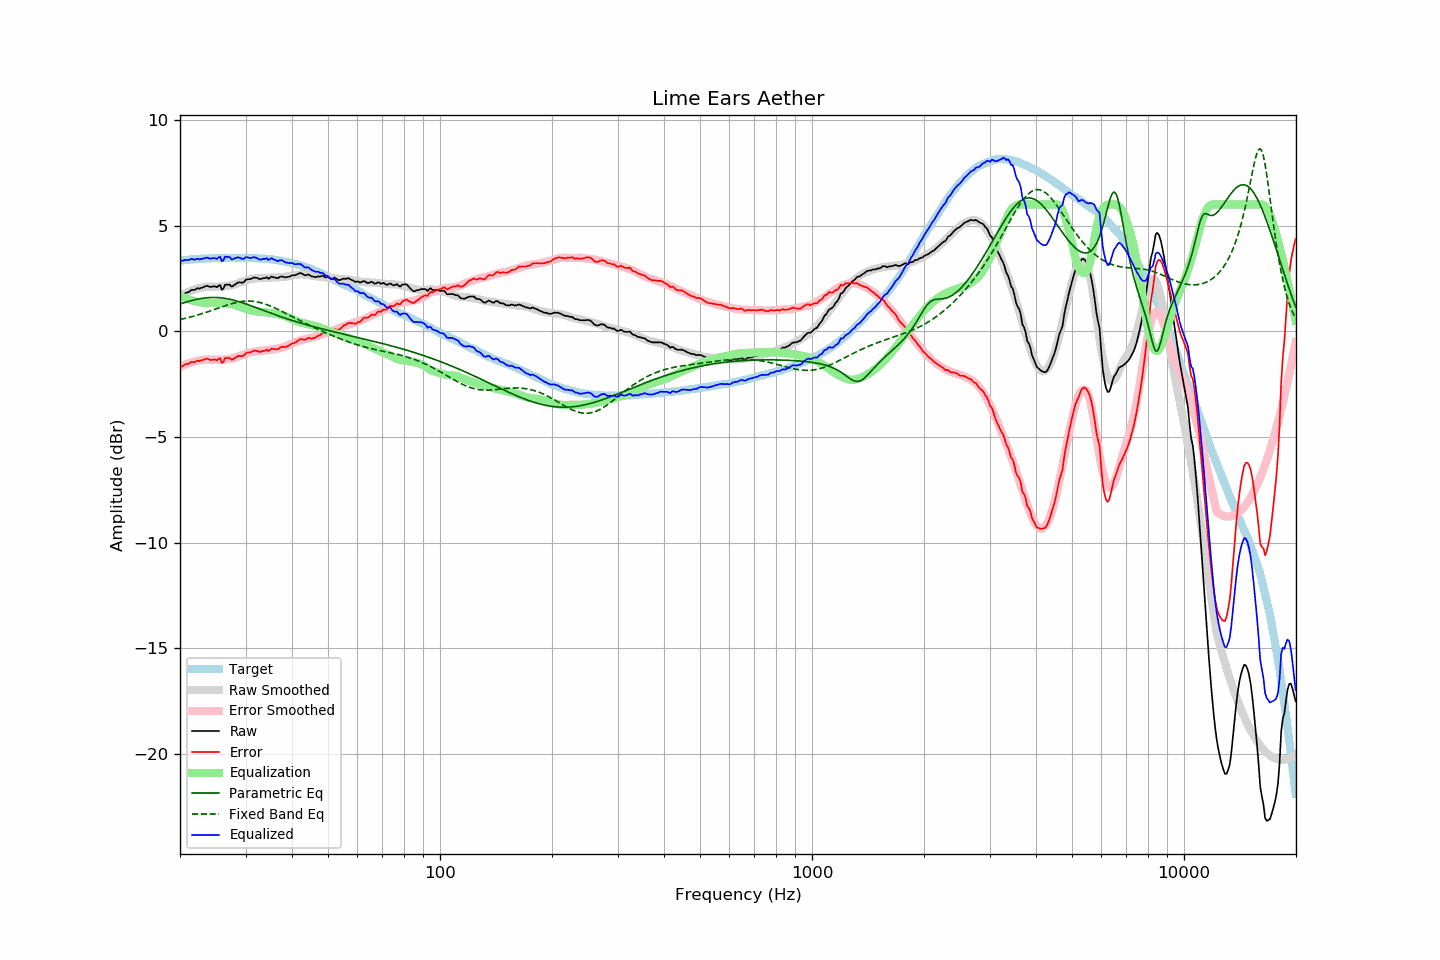 Lime Ears Aether
10
5
0
−5
−10
−15
−20
Amplitude (dBr)
Target
Raw Smoothed
Error Smoothed
Raw
Error
Equalization
Parametric Eq
Fixed Band Eq
Equalized
100
1000
10000
Frequency (Hz)